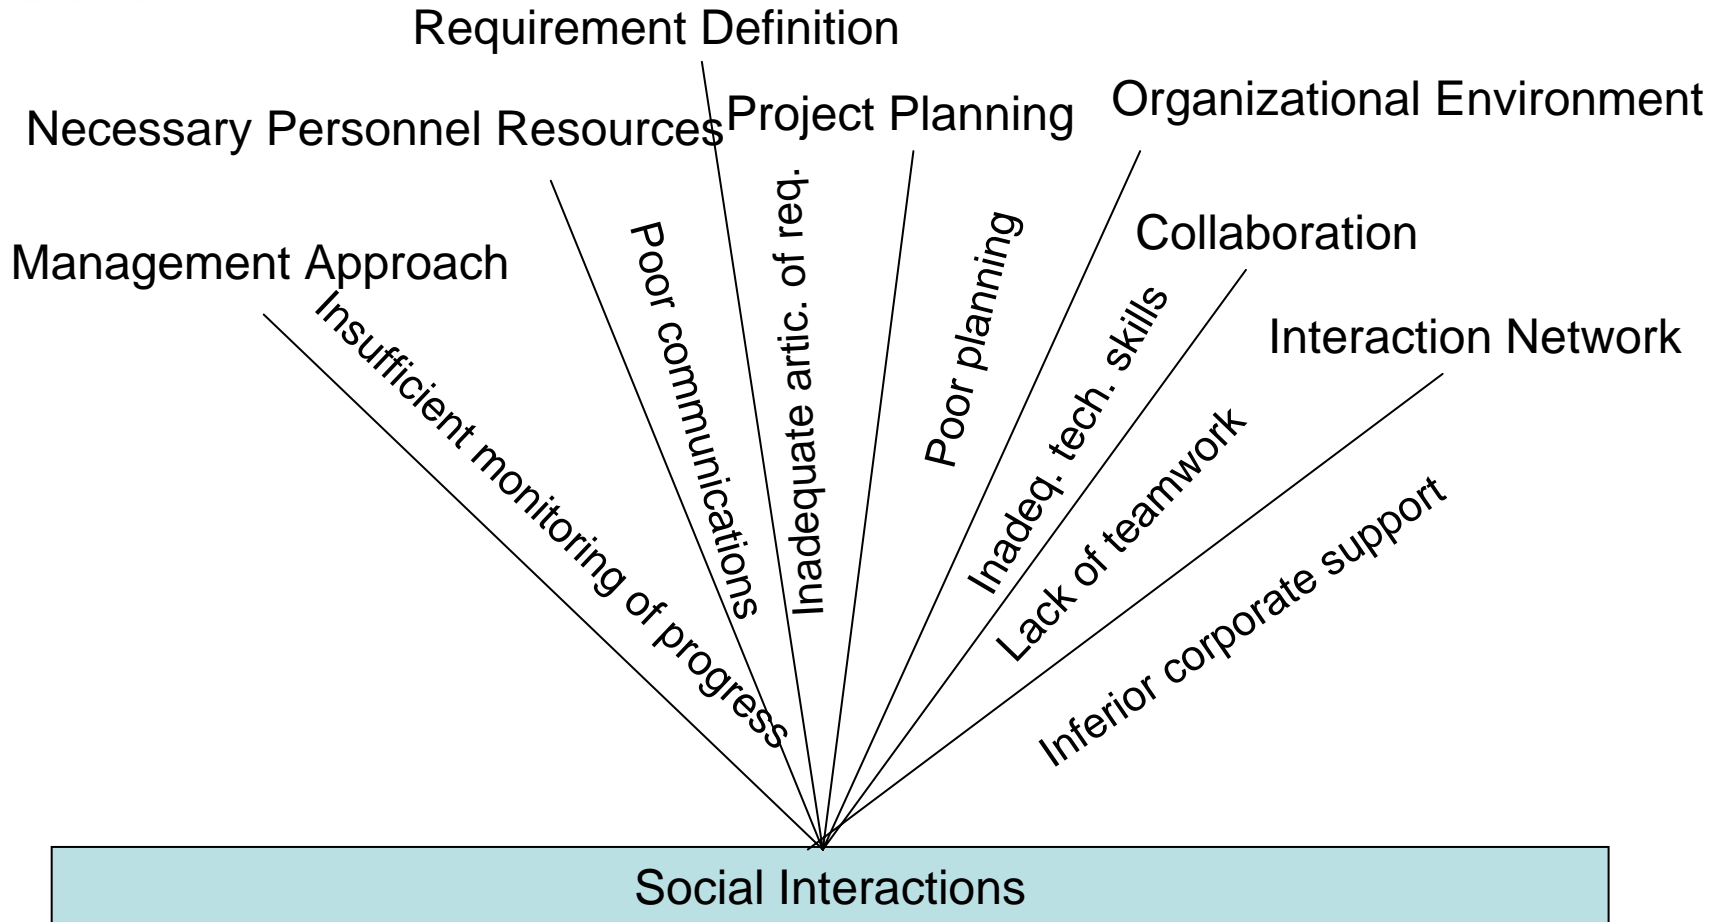 Requirement Definition
Necessary Personnel Resources
Project Planning
Organizational Environment
Management Approach
Collaboration
Interaction Network
Insufficient monitoring of progress
Poor communications
Inadequate artic. of req.
Poor planning
Inadeq. tech. skills
Lack of teamwork
Inferior corporate support
Social Interactions